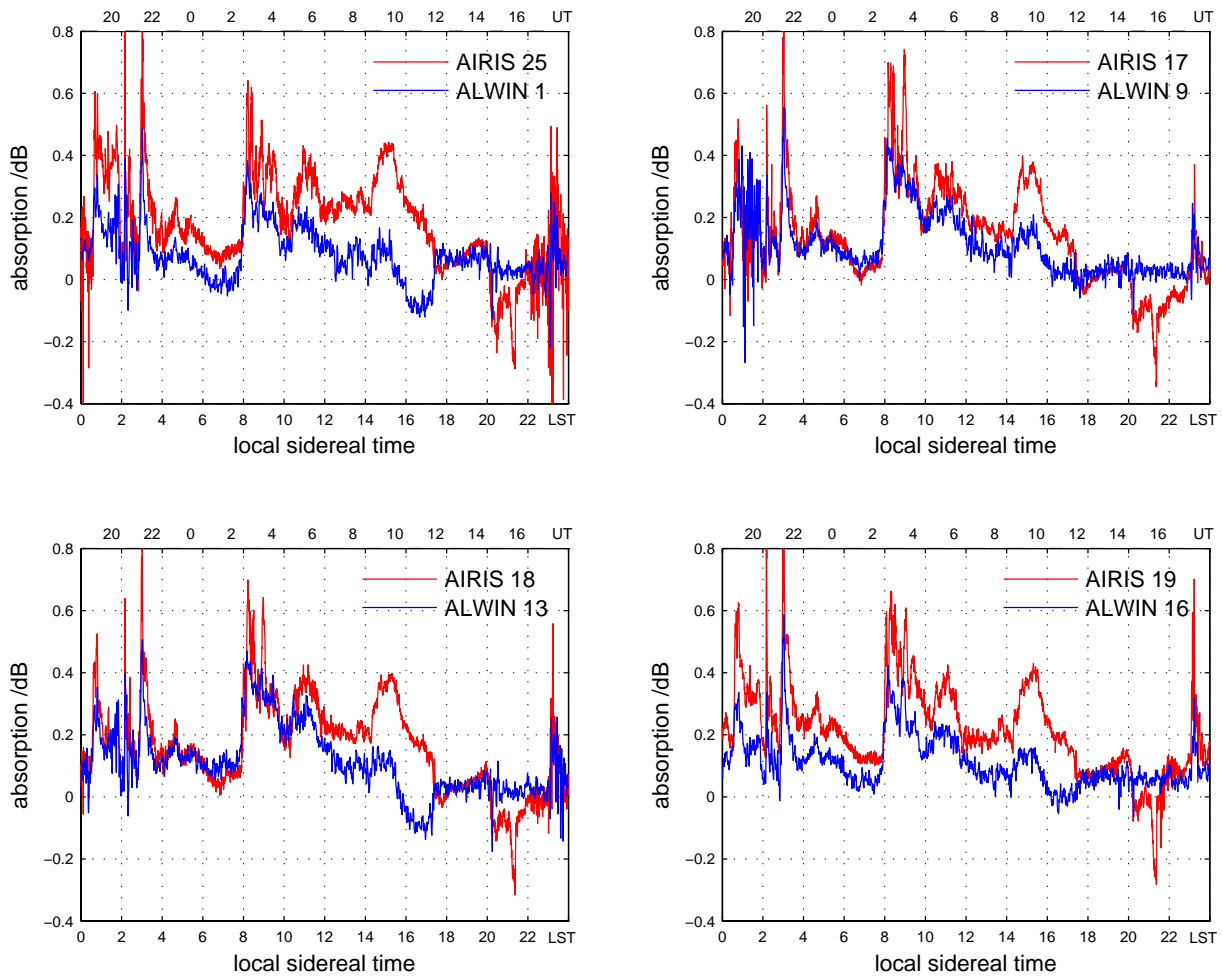 20 22 0 2 4 6 8 10 12 14 16 UT
0.8
0.6
0.4
0.2
0
−0.2
−0.4
absorption /dB
AIRIS 25
ALWIN 1
0 2 4 6 8 10 12 14 16 18 20 22 LST
local sidereal time
20 22 0 2 4 6 8 10 12 14 16 UT
0.8
0.6
0.4
0.2
0
−0.2
−0.4
absorption /dB
AIRIS 17
ALWIN 9
0 2 4 6 8 10 12 14 16 18 20 22 LST
local sidereal time
20 22 0 2 4 6 8 10 12 14 16 UT
0.8
0.6
0.4
0.2
0
−0.2
−0.4
absorption /dB
AIRIS 18
ALWIN 13
0 2 4 6 8 10 12 14 16 18 20 22 LST
local sidereal time
20 22 0 2 4 6 8 10 12 14 16 UT
0.8
0.6
0.4
0.2
0
−0.2
−0.4
absorption /dB
AIRIS 19
ALWIN 16
0 2 4 6 8 10 12 14 16 18 20 22 LST
local sidereal time